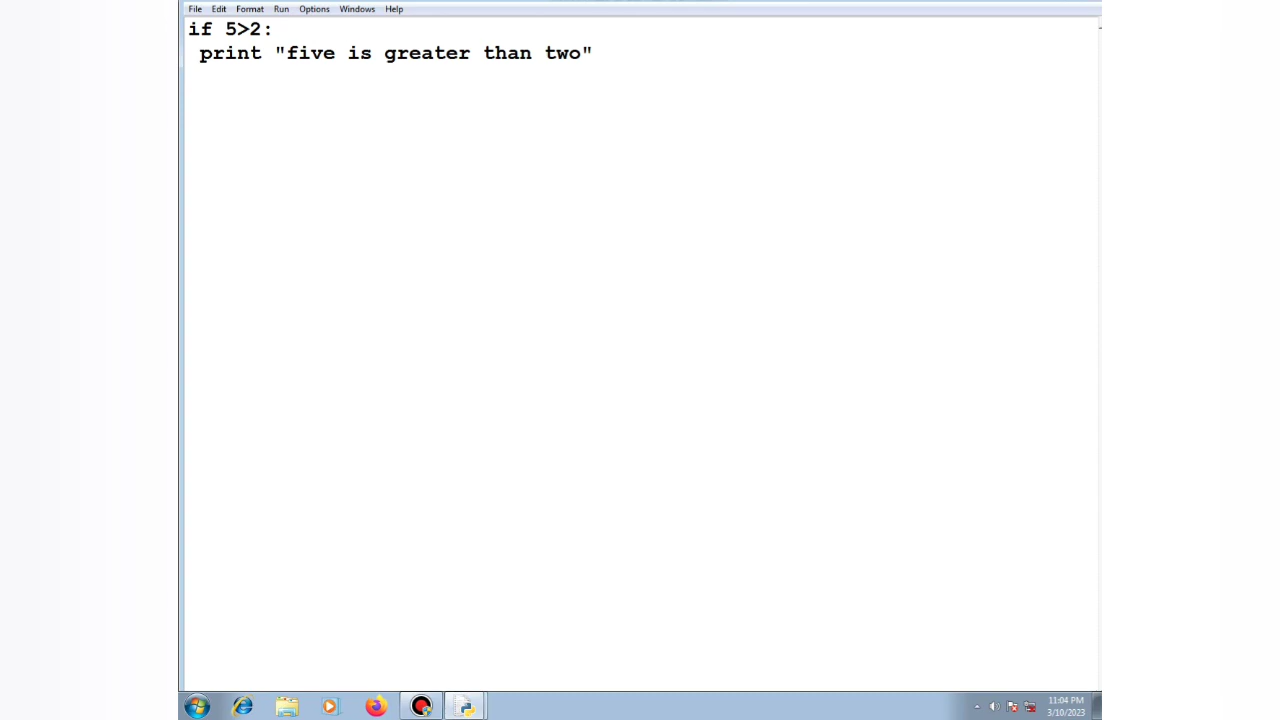 File Edit Format Run Options Windows Help
if 5>2:
 print "five is greater than two"
11:04 PM
3/10/2023